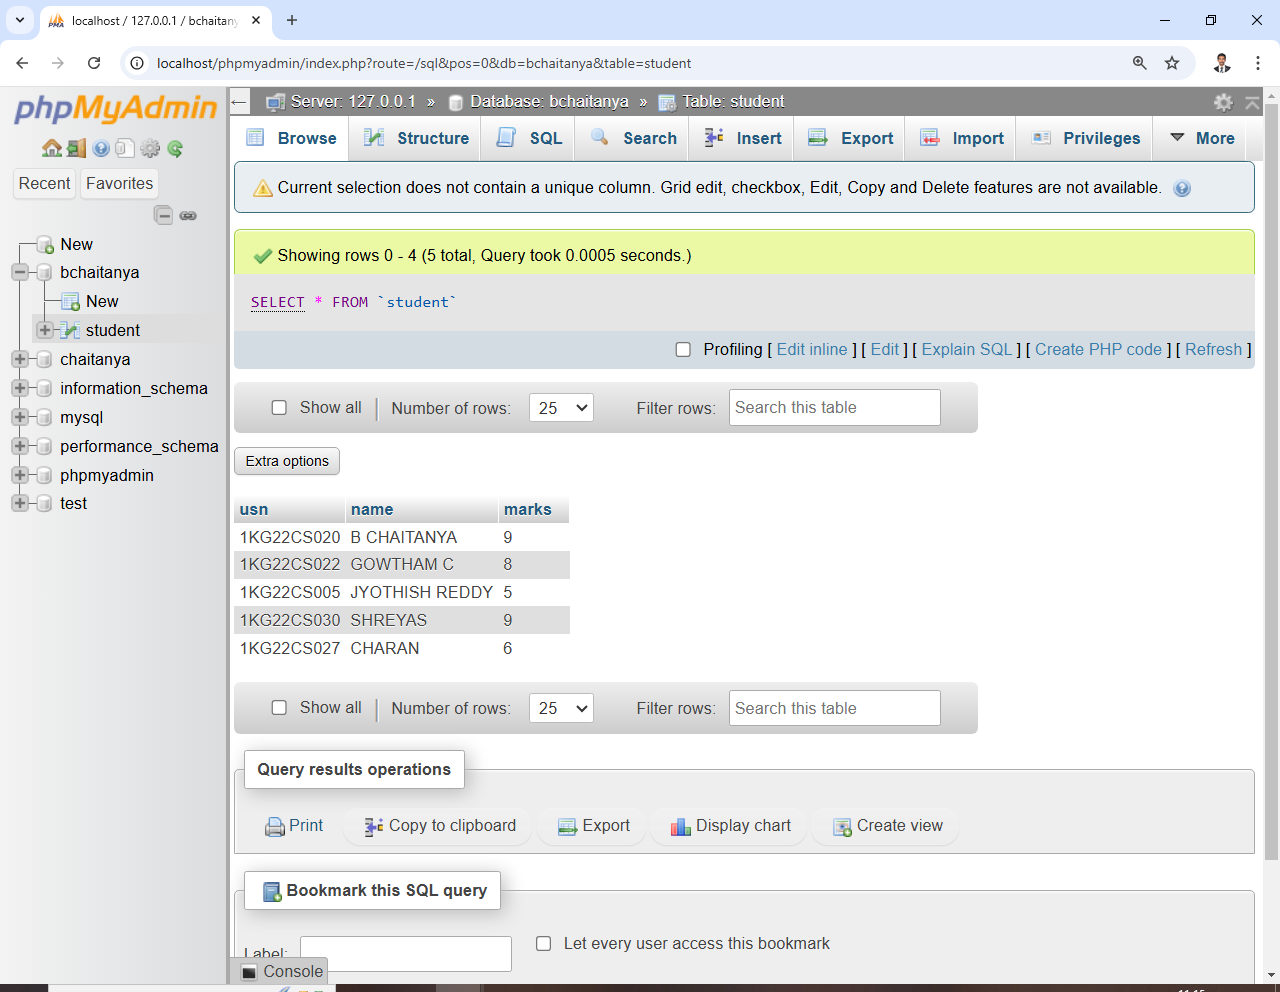 localhost / 127.0.0.1 / bchaitany
localhost/phpmyadmin/index.php?route=/sql&pos=0&db=bchaitanya&table=student
phpMyAdmin
Recent Favorites
New
bchaitanya
New
student
chaitanya
information_schema
mysql
performance_schema
phpmyadmin
test
Server: 127.0.0.1 » Database: bchaitanya » Table: student
Browse Structure SQL Search Insert Export Import Privileges More
Current selection does not contain a unique column. Grid edit, checkbox, Edit, Copy and Delete features are not available.
Showing rows 0 - 4 (5 total, Query took 0.0005 seconds.)
SELECT * FROM `student`
Profiling [ Edit inline ] [ Edit ] [ Explain SQL ] [ Create PHP code ] [ Refresh ]
Show all Number of rows: 25 Filter rows: Search this table
Extra options
usn name marks
1KG22CS020 B CHAITANYA 9
1KG22CS022 GOWTHAM C 8
1KG22CS005 JYOTHISH REDDY 5
1KG22CS030 SHREYAS 9
1KG22CS027 CHARAN 6
Show all Number of rows: 25 Filter rows: Search this table
Query results operations
Print Copy to clipboard Export Display chart Create view
Bookmark this SQL query
Label: Let every user access this bookmark
Console